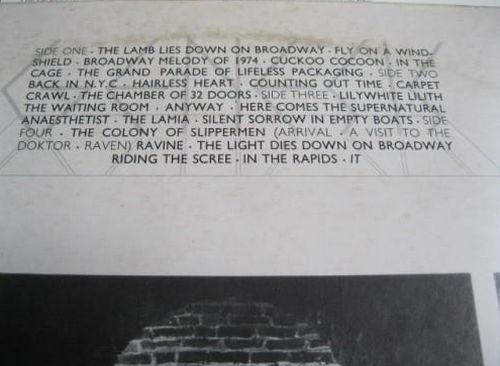 SIDE ONE · THE LAMB LIES DOWN ON BROADWAY · FLY ON A WIND-
SHIELD · BROADWAY MELODY OF 1974 · CUCKOO COCOON · IN THE
CAGE · THE GRAND PARADE OF LIFELESS PACKAGING · SIDE TWO
BACK IN N.Y.C · HAIRLESS HEART · COUNTING OUT TIME · CARPET
CRAWL · THE CHAMBER OF 32 DOORS · SIDE THREE · LILYWHITE LILITH
THE WAITING ROOM · ANYWAY · HERE COMES THE SUPERNATURAL
ANAESTHETIST · THE LAMIA · SILENT SORROW IN EMPTY BOATS · SIDE
FOUR · THE COLONY OF SLIPPERMEN (ARRIVAL · A VISIT TO THE
DOKTOR · RAVEN) RAVINE · THE LIGHT DIES DOWN ON BROADWAY
RIDING THE SCREE · IN THE RAPIDS · IT